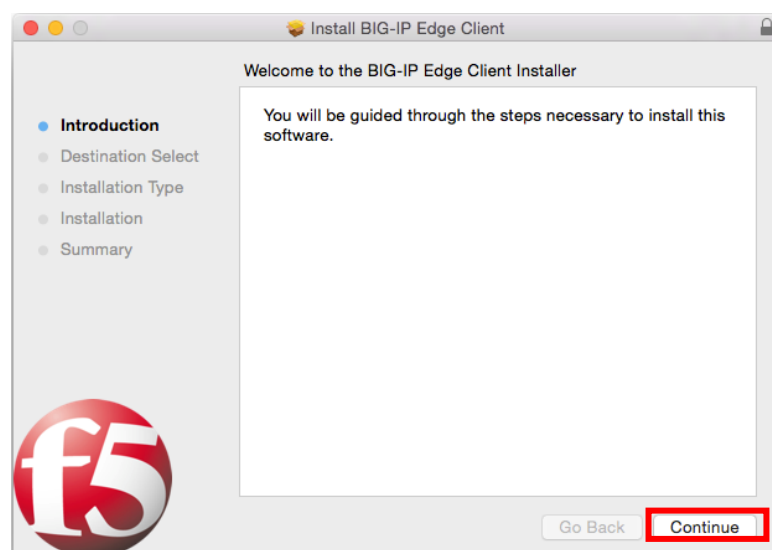 Install BIG-IP Edge Client
Welcome to the BIG-IP Edge Client Installer
Introduction
Destination Select
Installation Type
Installation
Summary
You will be guided through the steps necessary to install this
software.
f5
Go Back
Continue